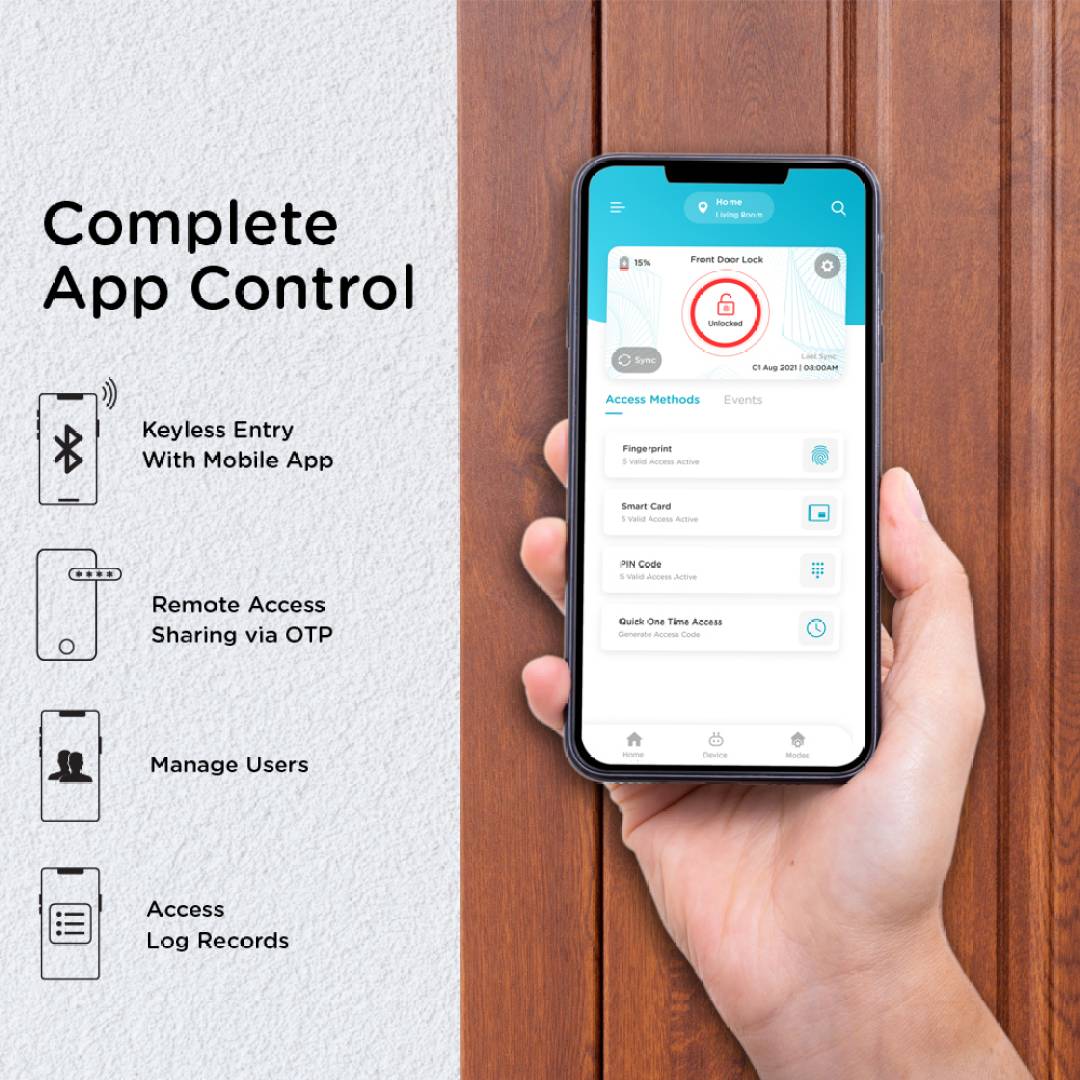 Complete
App Control
Keyless Entry
With Mobile App
****
Remote Access
Sharing via OTP
Manage Users
Access
Log Records
Home
Living Room
15%
Front Door Lock
Unlocked
Sync
Last Sync
01 Aug 2021 | 08:00AM
Access Methods Events
Fingerprint
5 Valid Access Active
Smart Card
5 Valid Access Active
PIN Code
5 Valid Access Active
Quick One Time Access
Generate Access Code
Home Device Modes